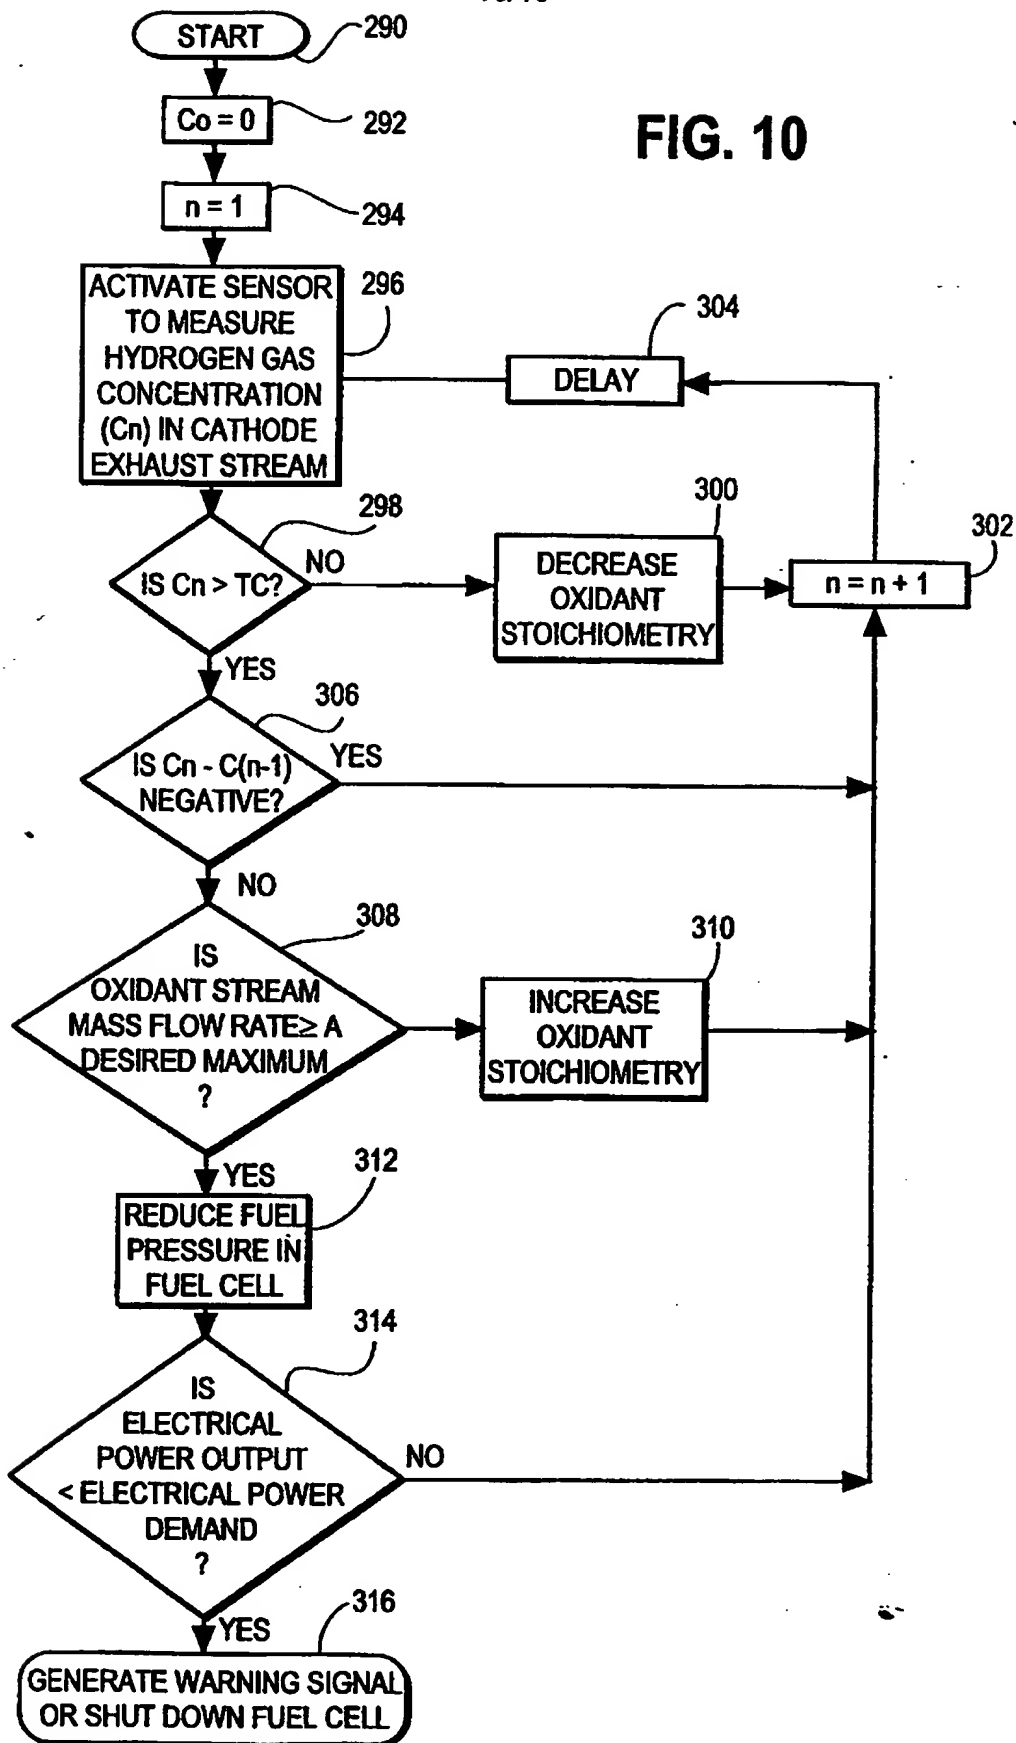 START
290
Co = 0
292
FIG. 10
n = 1
294
ACTIVATE SENSOR
TO MEASURE
HYDROGEN GAS
CONCENTRATION
(Cn) IN CATHODE
EXHAUST STREAM
296
304
DELAY
298
IS Cn > TC?
NO
300
DECREASE
OXIDANT
STOICHIOMETRY
302
n = n + 1
YES
306
IS Cn - C(n-1)
NEGATIVE?
YES
NO
308
IS
OXIDANT STREAM
MASS FLOW RATE≥ A
DESIRED MAXIMUM
?
310
INCREASE
OXIDANT
STOICHIOMETRY
YES
312
REDUCE FUEL
PRESSURE IN
FUEL CELL
314
IS
ELECTRICAL
POWER OUTPUT
< ELECTRICAL POWER
DEMAND
?
NO
YES
316
GENERATE WARNING SIGNAL
OR SHUT DOWN FUEL CELL